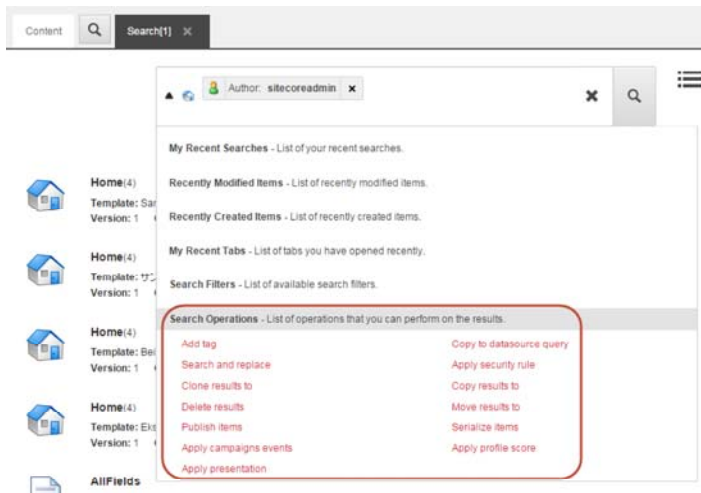 Content
Search[1]
Author: sitecoreadmin
My Recent Searches - List of your recent searches.
Recently Modified Items - List of recently modified items.
Recently Created Items - List of recently created items.
My Recent Tabs - List of tabs you have opened recently.
Search Filters - List of available search filters.
Search Operations - List of operations that you can perform on the results.
Add tag
Copy to datasource query
Search and replace
Apply security rule
Clone results to
Copy results to
Delete results
Move results to
Publish items
Serialize items
Apply campaigns events
Apply profile score
Apply presentation
Home(4)
Template: Sa
Version: 1
Home(4)
Template: サン
Version: 1
Home(4)
Template: Bei
Version: 1
Home(4)
Template: Eks
Version: 1
AllFields